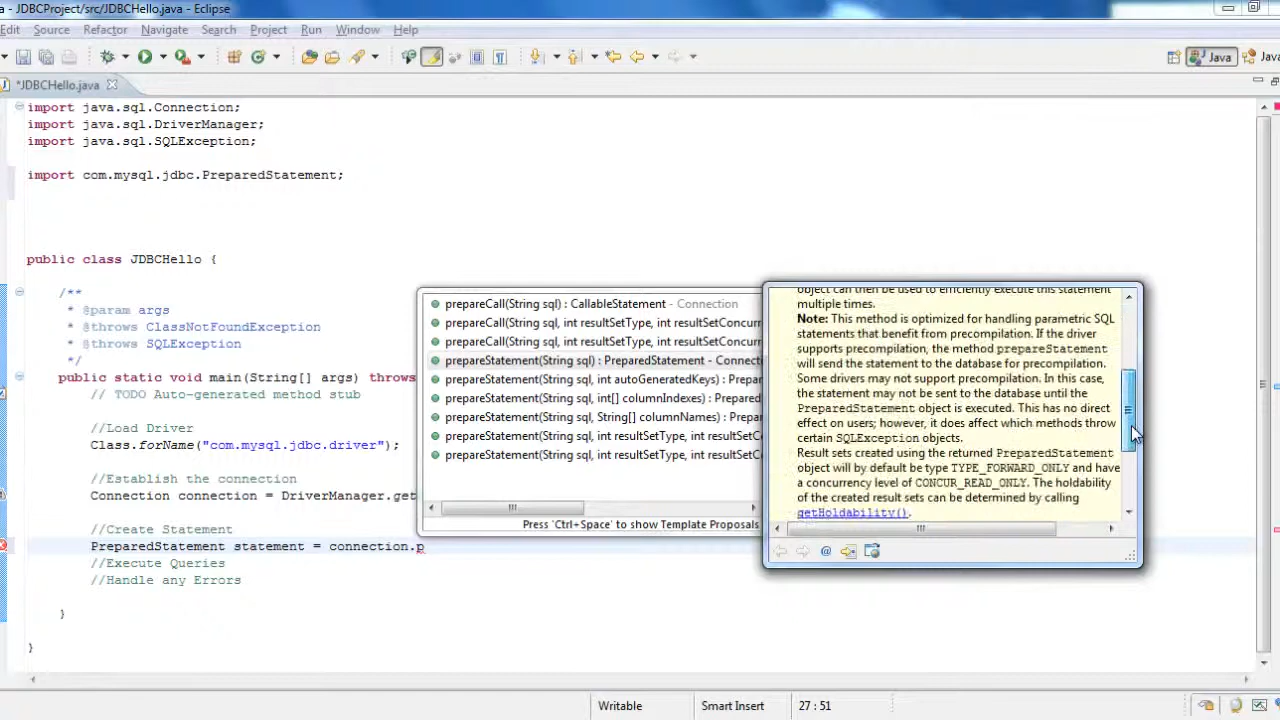 a - JDBCProject/src/JDBCHello.java - Eclipse
Edit Source Refactor Navigate Search Project Run Window Help
Java
*JDBCHello.java
import java.sql.Connection;
import java.sql.DriverManager;
import java.sql.SQLException;
import com.mysql.jdbc.PreparedStatement;
public class JDBCHello {
/**
* @param args
* @throws ClassNotFoundException
* @throws SQLException
*/
public static void main(String[] args) throws
// TODO Auto-generated method stub
//Load Driver
Class.forName("com.mysql.jdbc.driver");
//Establish the connection
Connection connection = DriverManager.get
//Create Statement
PreparedStatement statement = connection.p
//Execute Queries
//Handle any Errors
}
}
prepareCall(String sql) : CallableStatement - Connection
prepareCall(String sql, int resultSetType, int resultSetConcurr
prepareCall(String sql, int resultSetType, int resultSetConcurr
prepareStatement(String sql) : PreparedStatement - Connecti
prepareStatement(String sql, int autoGeneratedKeys) : Prepar
prepareStatement(String sql, int[] columnIndexes) : Prepared
prepareStatement(String sql, String[] columnNames) : Prepa
prepareStatement(String sql, int resultSetType, int resultSetC
prepareStatement(String sql, int resultSetType, int resultSetC
Press 'Ctrl+Space' to show Template Proposals
object can then be used to efficiently execute this statement
multiple times.
Note: This method is optimized for handling parametric SQL
statements that benefit from precompilation. If the driver
supports precompilation, the method prepareStatement
will send the statement to the database for precompilation.
Some drivers may not support precompilation. In this case,
the statement may not be sent to the database until the
PreparedStatement object is executed. This has no direct
effect on users; however, it does affect which methods throw
certain SQLException objects.
Result sets created using the returned PreparedStatement
object will by default be type TYPE_FORWARD_ONLY and have
a concurrency level of CONCUR_READ_ONLY. The holdability
of the created result sets can be determined by calling
getHoldability().
Writable
Smart Insert
27 : 51